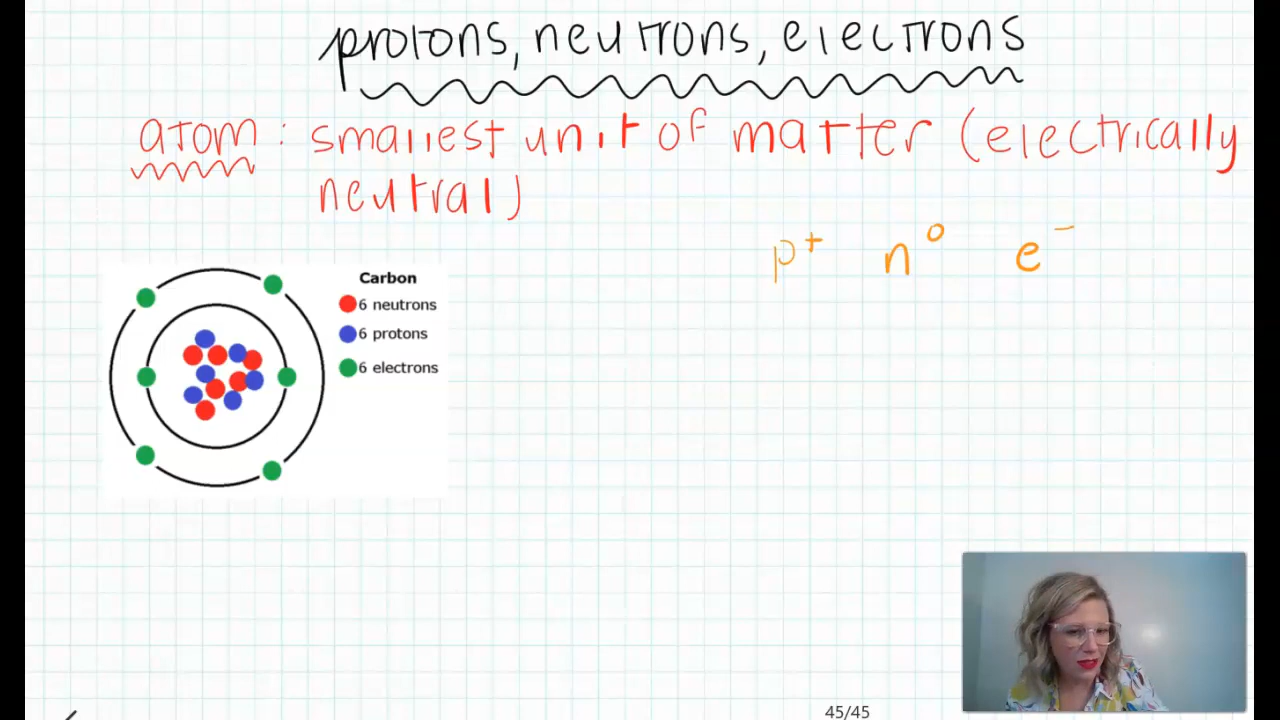 protons, neutrons, electrons
atom: smallest unit of matter (electrically
neutral)
p⁺ n⁰ e⁻
Carbon
6 neutrons
6 protons
6 electrons
45/45